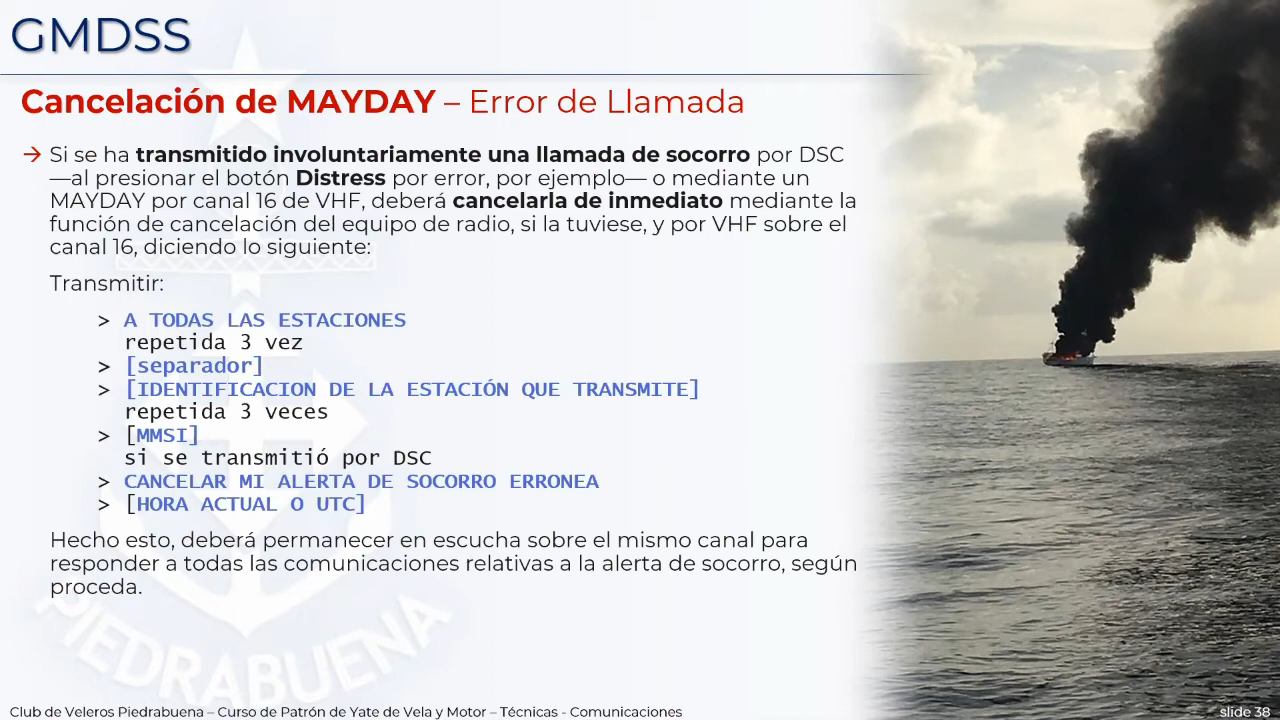 GMDSS
Cancelación de MAYDAY – Error de Llamada
→ Si se ha transmitido involuntariamente una llamada de socorro por DSC
—al presionar el botón Distress por error, por ejemplo— o mediante un
MAYDAY por canal 16 de VHF, deberá cancelarla de inmediato mediante la
función de cancelación del equipo de radio, si la tuviese, y por VHF sobre el
canal 16, diciendo lo siguiente:
Transmitir:
> A TODAS LAS ESTACIONES
repetida 3 vez
> [separador]
> [IDENTIFICACION DE LA ESTACIÓN QUE TRANSMITE]
repetida 3 veces
> [MMSI]
si se transmitió por DSC
> CANCELAR MI ALERTA DE SOCORRO ERRONEA
> [HORA ACTUAL O UTC]
Hecho esto, deberá permanecer en escucha sobre el mismo canal para
responder a todas las comunicaciones relativas a la alerta de socorro, según
proceda.
PIEDRABUENA
Club de Veleros Piedrabuena – Curso de Patrón de Yate de Vela y Motor – Técnicas - Comunicaciones
slide 38